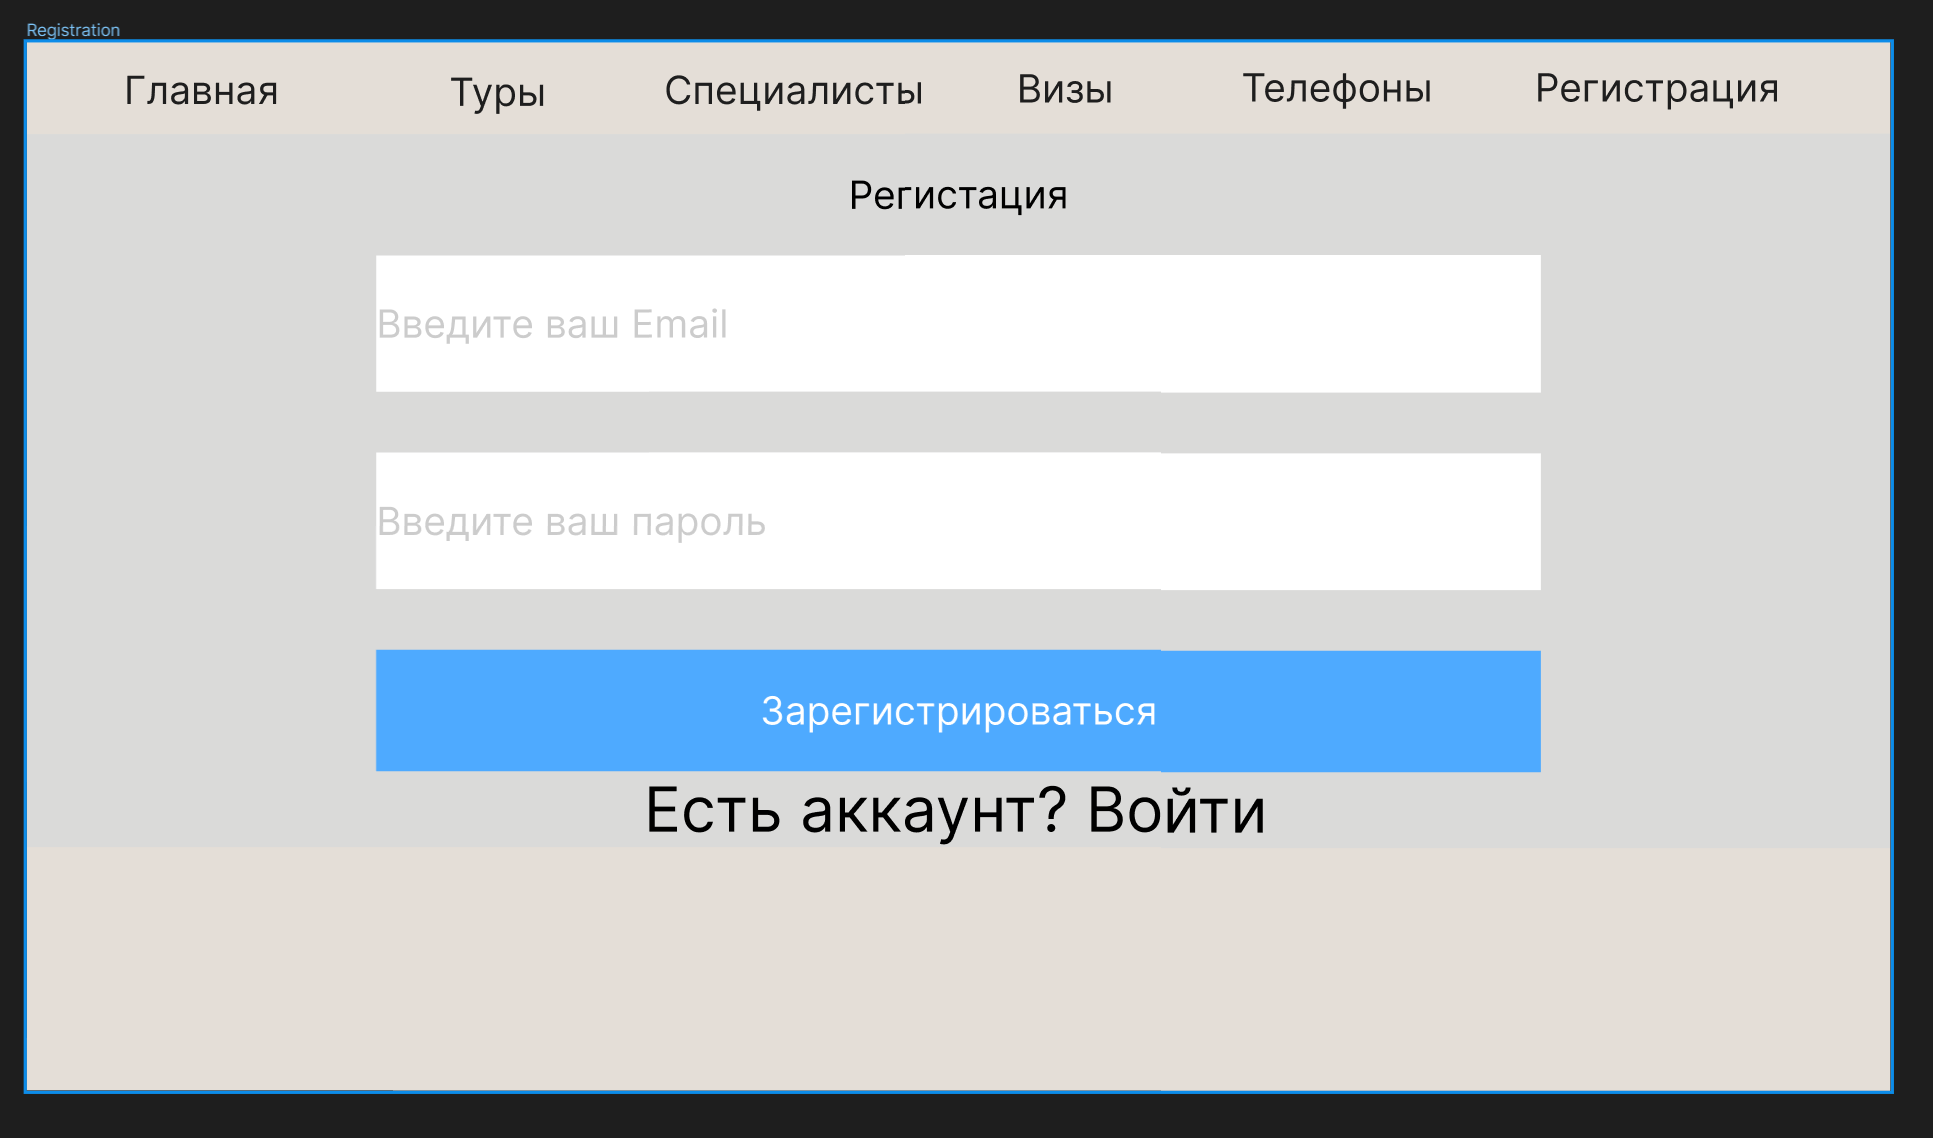 Registration
Главная Туры Специалисты Визы Телефоны Регистрация
Регистация
Введите ваш Email
Введите ваш пароль
Зарегистрироваться
Есть аккаунт? Войти